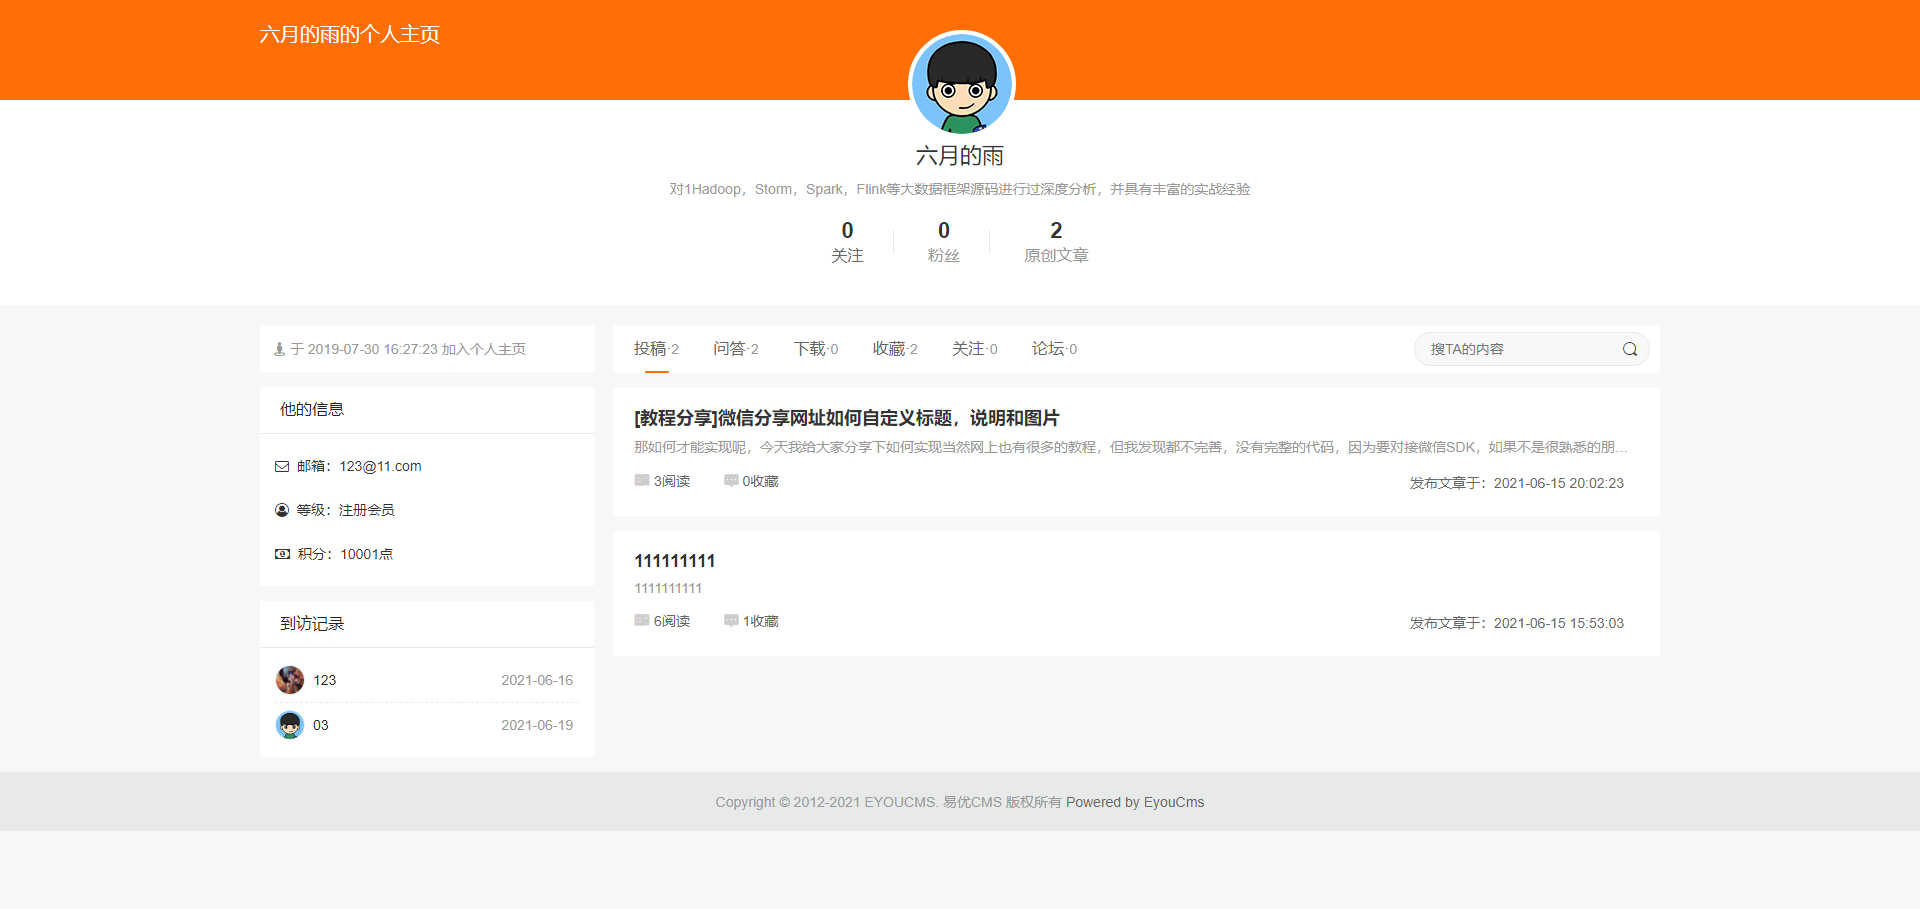 六月的雨的个人主页
六月的雨
对1Hadoop，Storm，Spark，Flink等大数据框架源码进行过深度分析，并具有丰富的实战经验
0 0 2
关注 粉丝 原创文章
于 2019-07-30 16:27:23 加入个人主页
他的信息
邮箱：123@11.com
等级：注册会员
积分：10001点
到访记录
123 2021-06-16
03 2021-06-19
投稿·2 问答·2 下载·0 收藏·2 关注·0 论坛·0 搜TA的内容
[教程分享]微信分享网址如何自定义标题，说明和图片
那如何才能实现呢，今天我给大家分享下如何实现当然网上也有很多的教程，但我发现都不完善，没有完整的代码，因为要对接微信SDK，如果不是很熟悉的朋…
3阅读 0收藏 发布文章于：2021-06-15 20:02:23
111111111
1111111111
6阅读 1收藏 发布文章于：2021-06-15 15:53:03
Copyright © 2012-2021 EYOUCMS. 易优CMS 版权所有 Powered by EyouCms